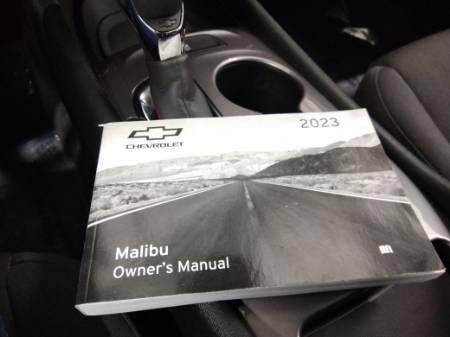 2023
CHEVROLET
Malibu
Owner's Manual